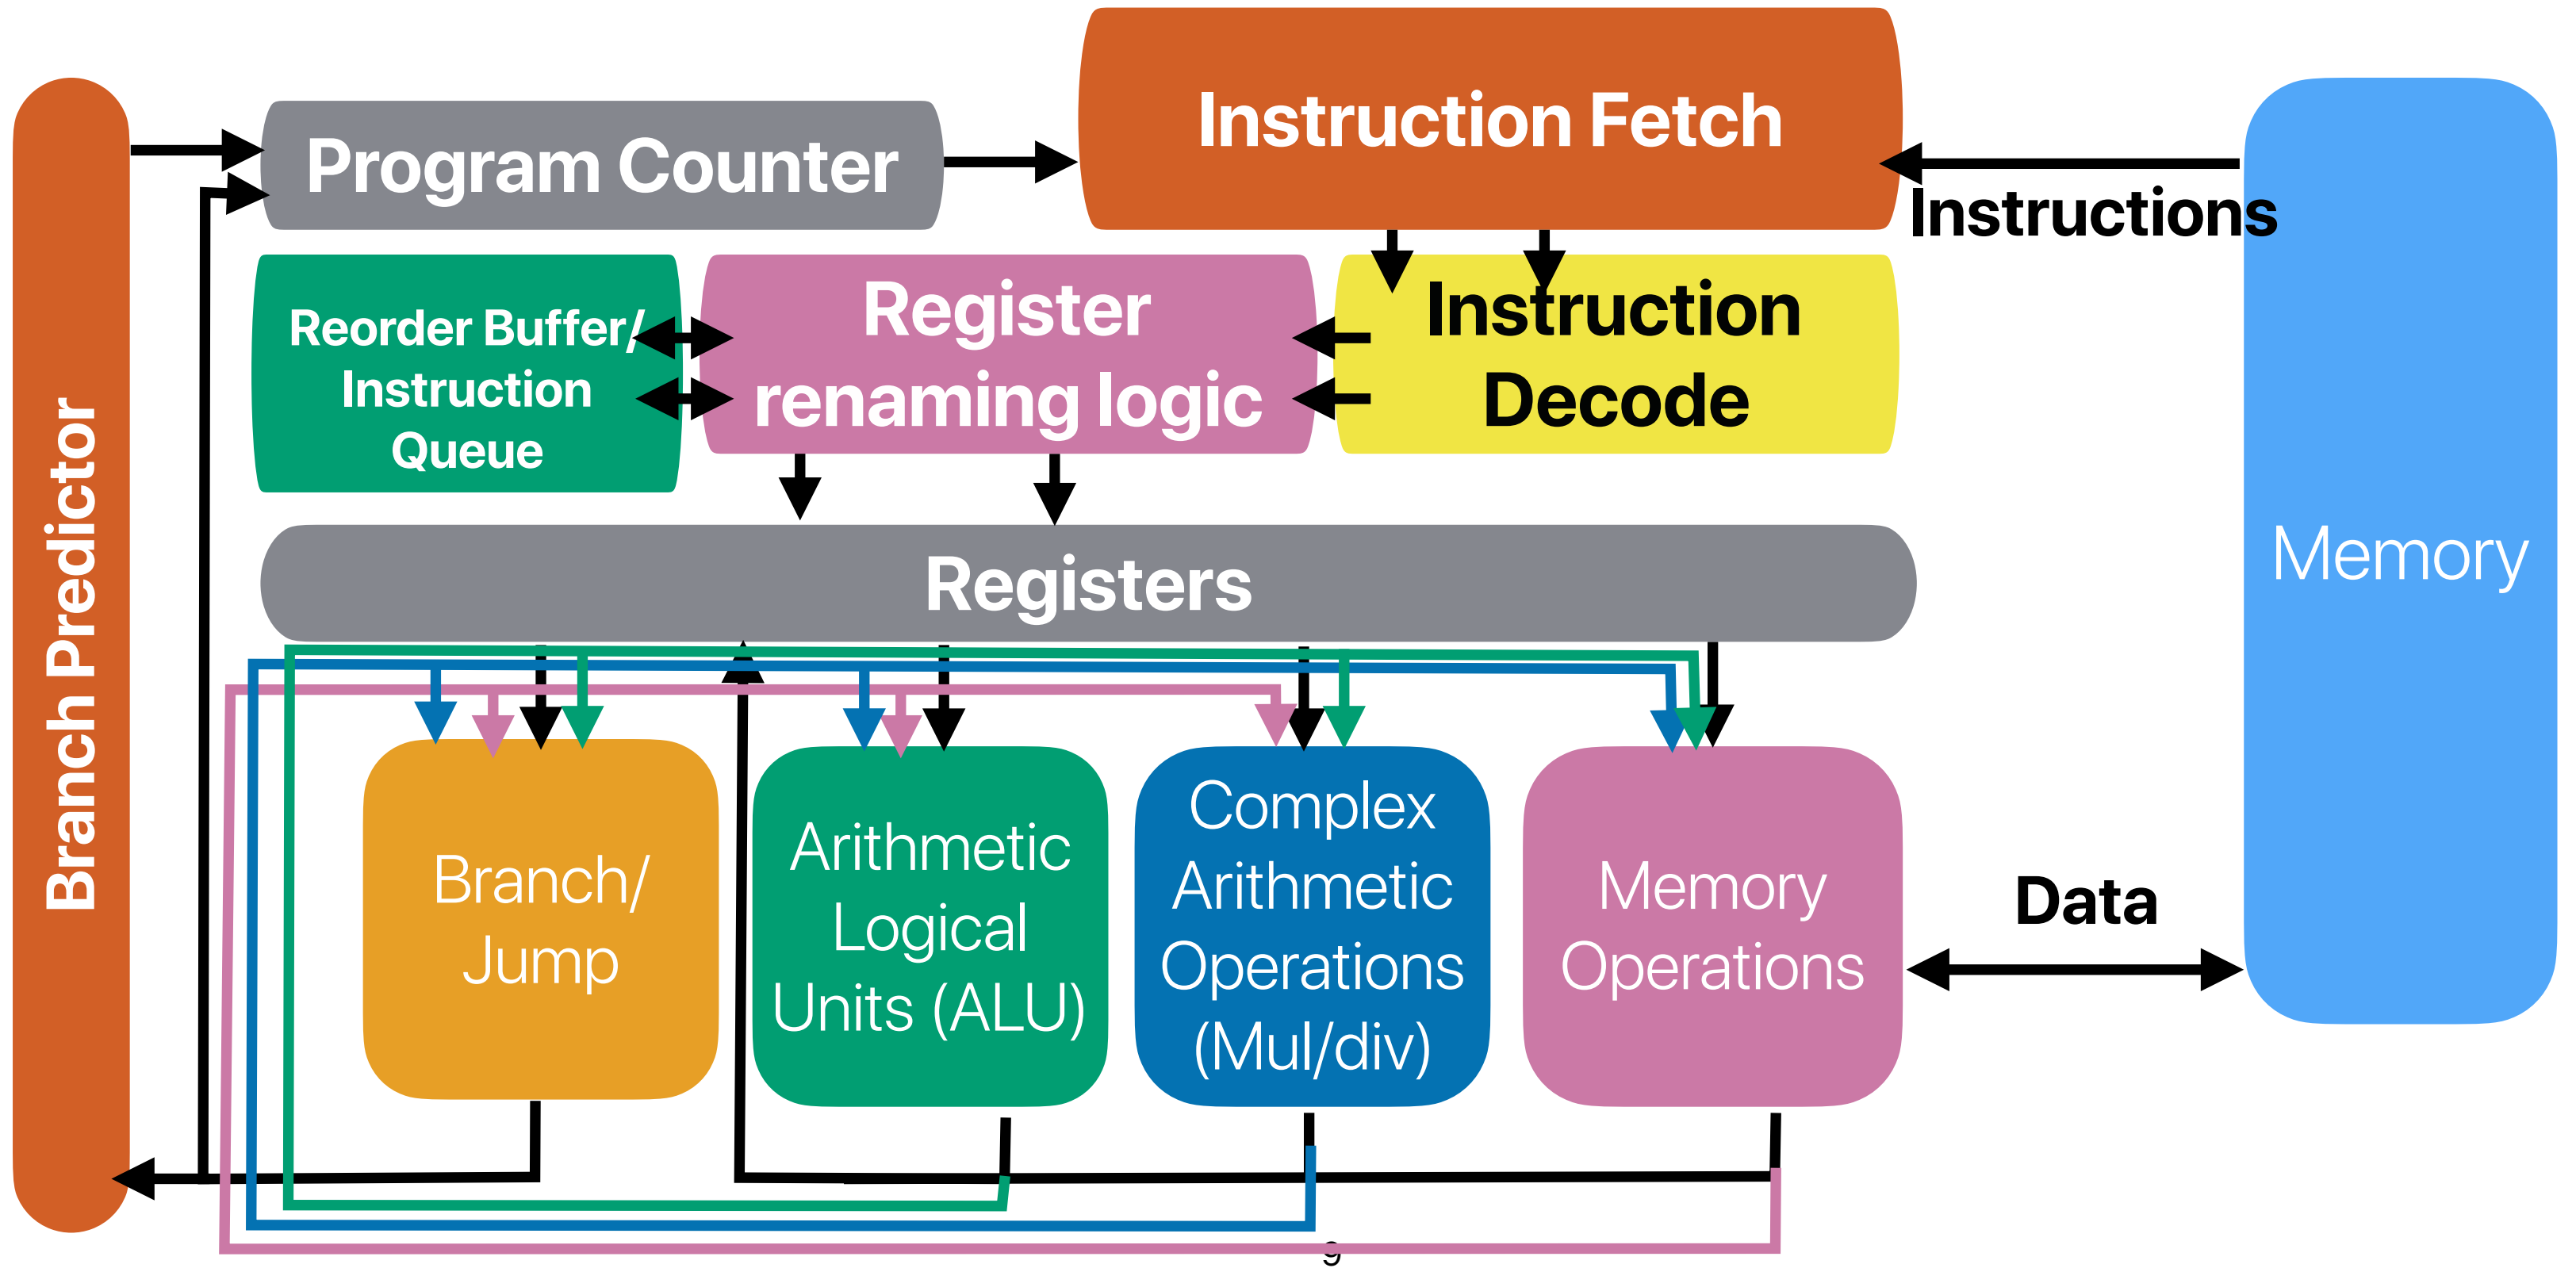 Branch Predictor
Program Counter
Instruction Fetch
Instructions
Memory
Reorder Buffer/
Instruction
Queue
Register
renaming logic
Instruction
Decode
Registers
Branch/
Jump
Arithmetic
Logical
Units (ALU)
Complex
Arithmetic
Operations
(Mul/div)
Memory
Operations
Data
9